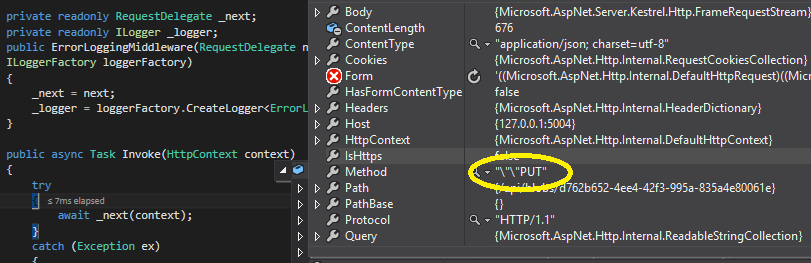 private readonly RequestDelegate _next;
private readonly ILogger _logger;
public ErrorLoggingMiddleware(RequestDelegate n
ILoggerFactory loggerFactory)
{
_next = next;
_logger = loggerFactory.CreateLogger<ErrorL
}
public async Task Invoke(HttpContext context)
{
try
{ ≤ 7ms elapsed
await _next(context);
}
catch (Exception ex)
{
Body {Microsoft.AspNet.Server.Kestrel.Http.FrameRequestStream}
ContentLength 676
ContentType "application/json; charset=utf-8"
Cookies {Microsoft.AspNet.Http.Internal.RequestCookiesCollection}
Form '((Microsoft.AspNet.Http.Internal.DefaultHttpRequest)((Mic
HasFormContentType false
Headers {Microsoft.AspNet.Http.Internal.HeaderDictionary}
Host {127.0.0.1:5004}
HttpContext {Microsoft.AspNet.Http.Internal.DefaultHttpContext}
IsHttps false
Method "\"\"PUT"
Path {/api/blobs/d762b652-4ee4-42f3-995a-835a4e80061e}
PathBase {}
Protocol "HTTP/1.1"
Query {Microsoft.AspNet.Http.Internal.ReadableStringCollection}